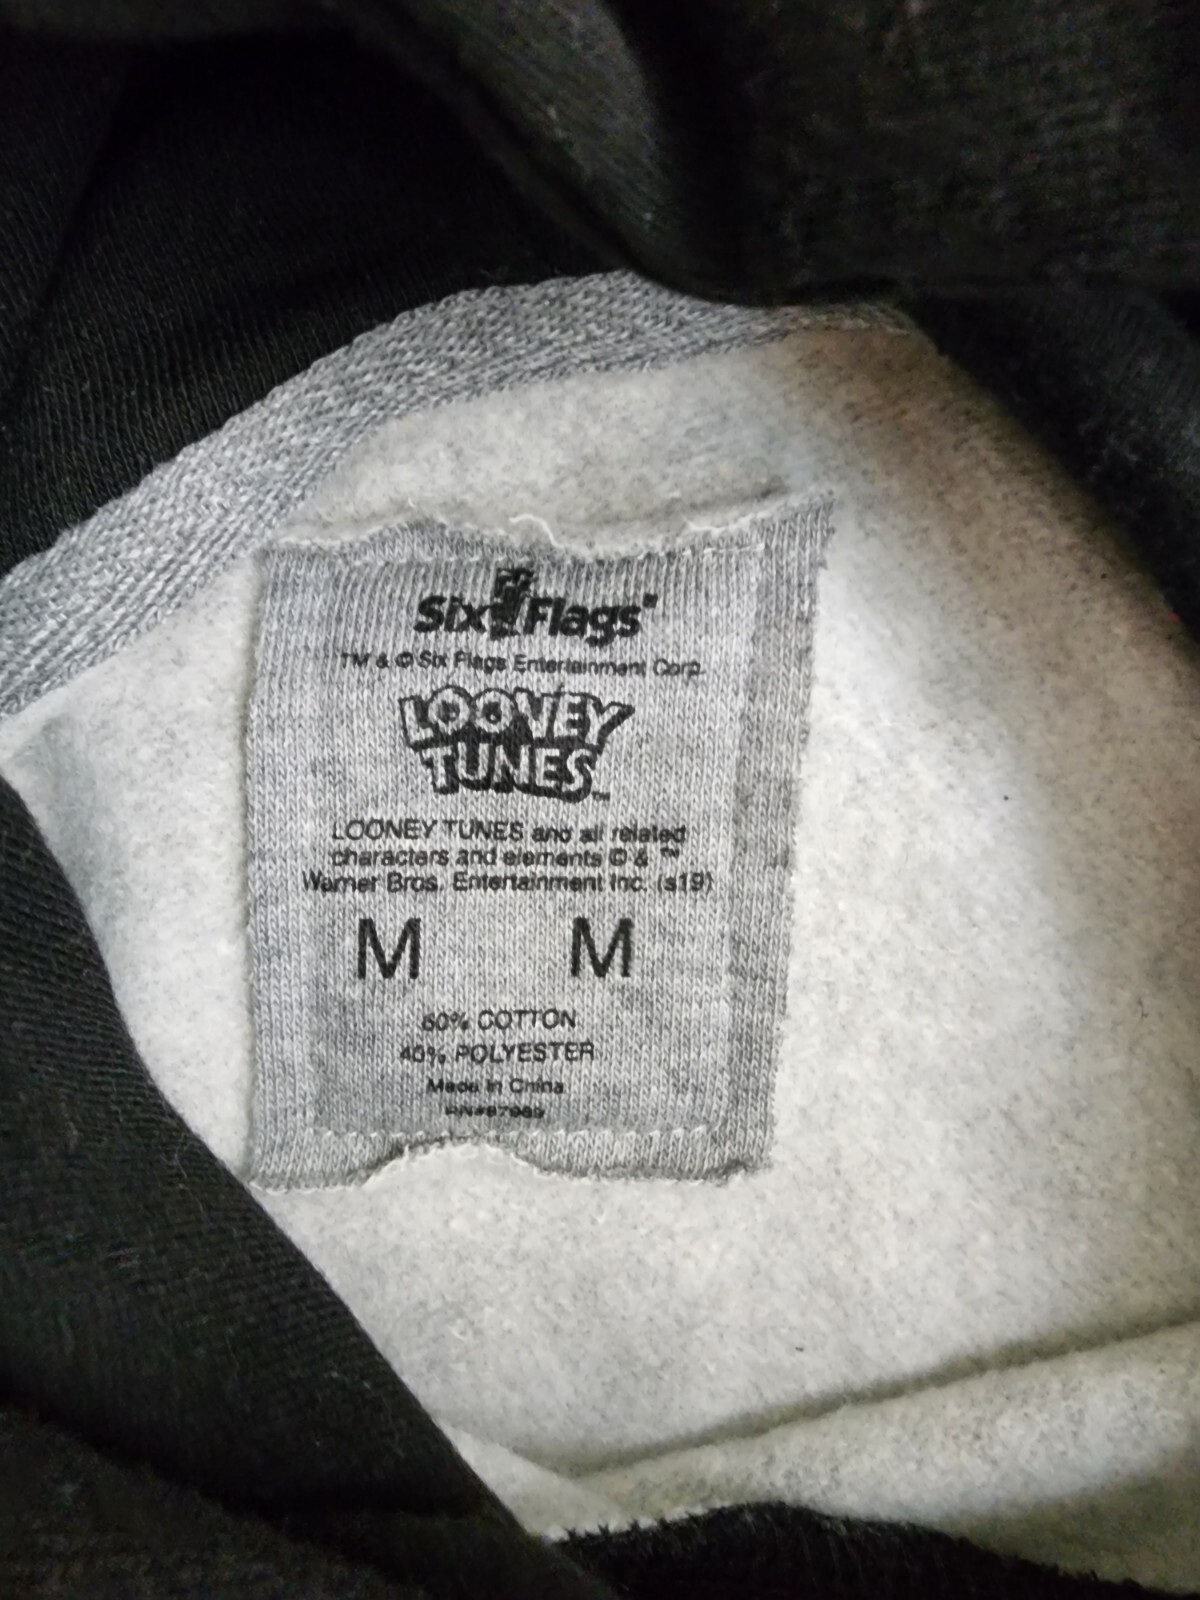 Six Flags
TM & © Six Flags Entertainment Corp.
LOONEY
TUNES™
LOONEY TUNES and all related
characters and elements © & ™
Warner Bros. Entertainment Inc. (s19)
M M
60% COTTON
40% POLYESTER
Made in China